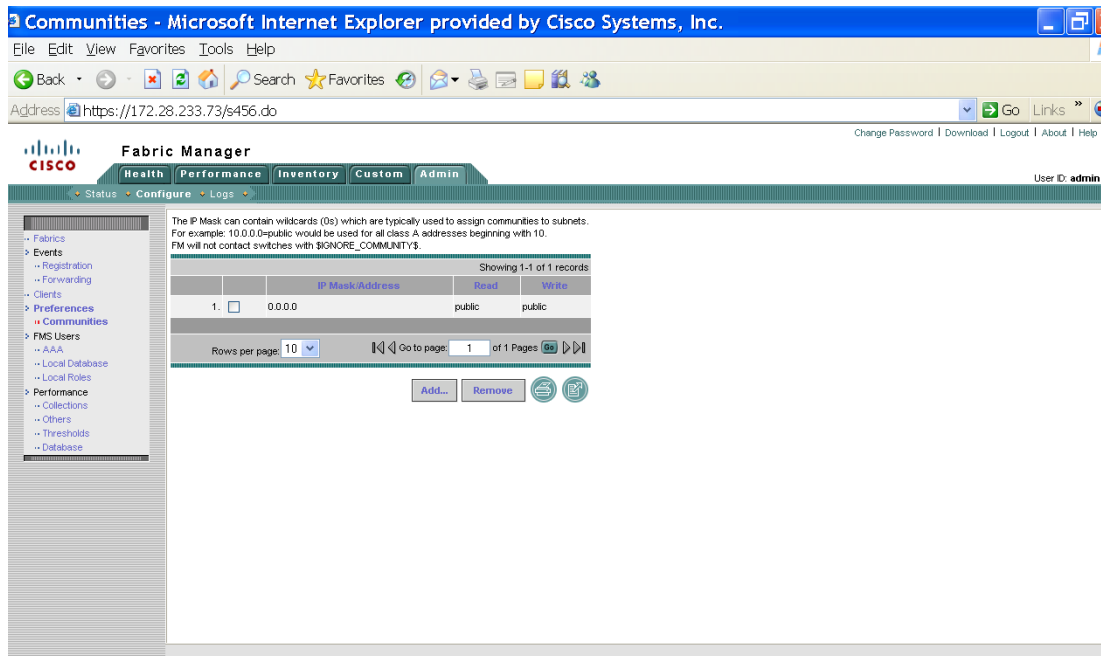 Communities - Microsoft Internet Explorer provided by Cisco Systems, Inc.
File Edit View Favorites Tools Help
Back Search Favorites
Address https://172.28.233.73/s456.do Go Links »
Change Password | Download | Logout | About | Help
CISCO
Fabric Manager
Health Performance Inventory Custom Admin
User ID: admin
Status Configure Logs
Fabrics
Events
Registration
Forwarding
Clients
Preferences
Communities
FMS Users
AAA
Local Database
Local Roles
Performance
Collections
Others
Thresholds
Database
The IP Mask can contain wildcards (0s) which are typically used to assign communities to subnets.
For example: 10.0.0.0=public would be used for all class A addresses beginning with 10.
FM will not contact switches with $IGNORE_COMMUNITY$.
Showing 1-1 of 1 records
IP Mask/Address Read Write
1. 0.0.0.0 public public
Rows per page: 10 Go to page: 1 of 1 Pages Go
Add... Remove